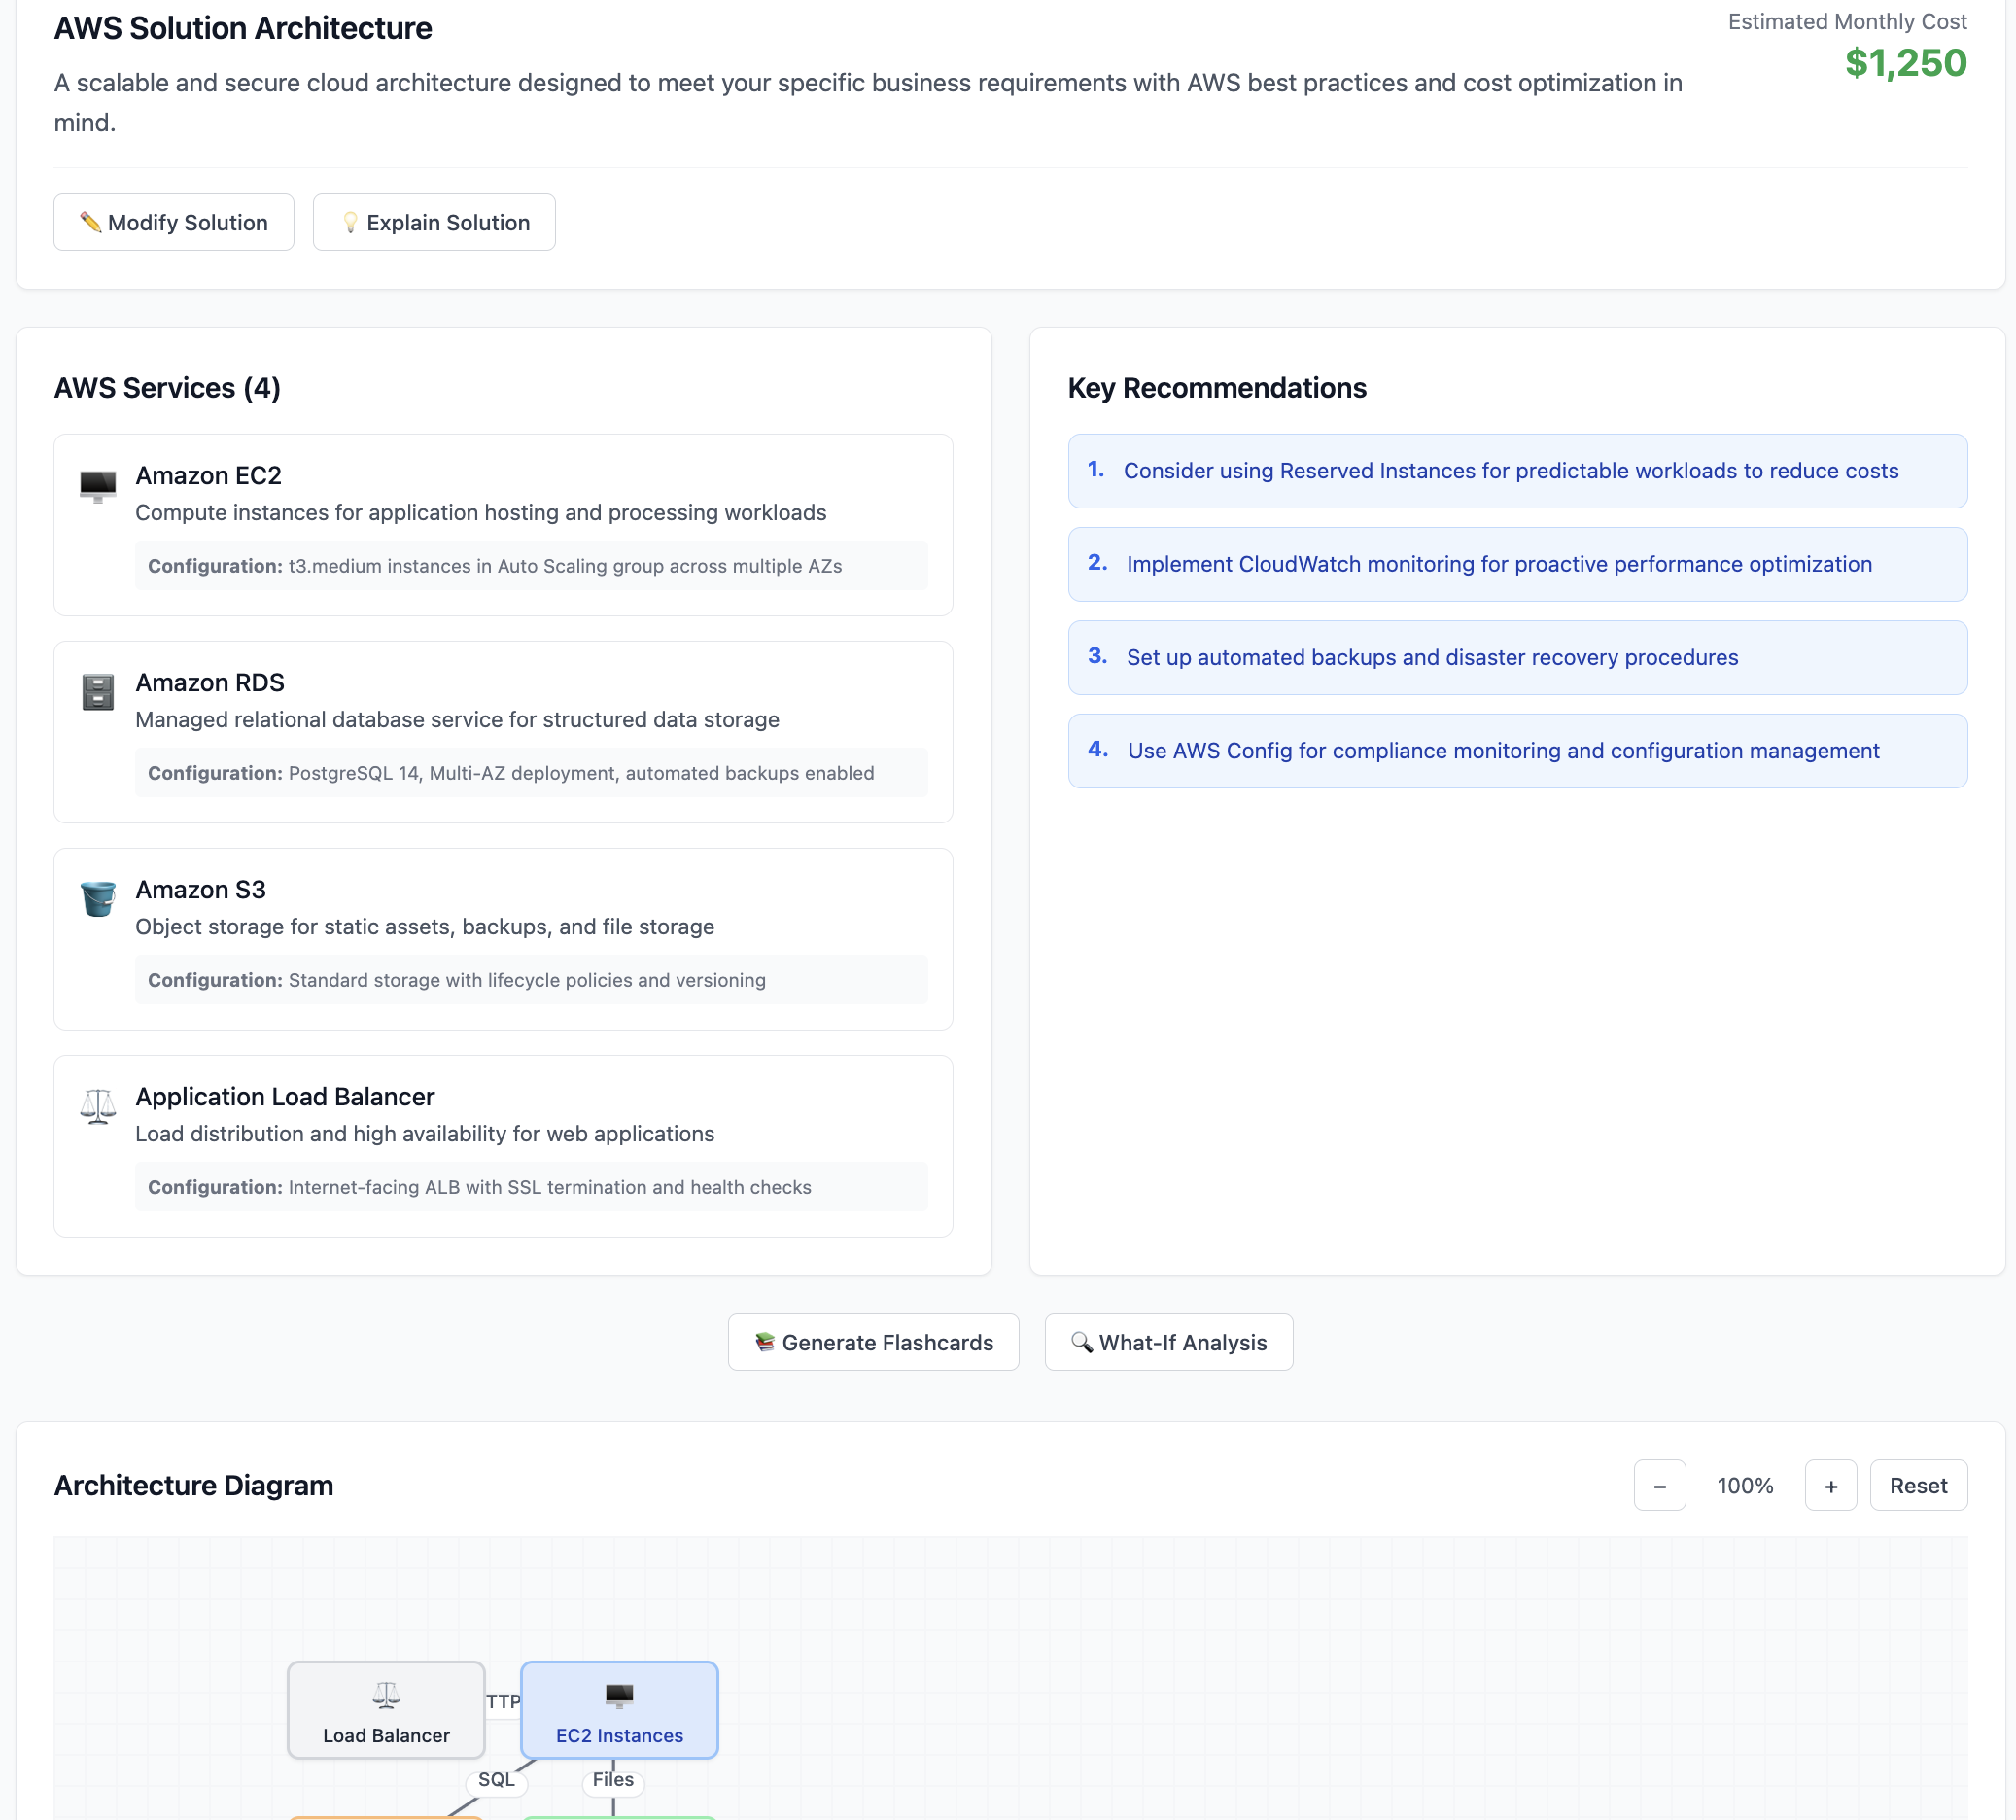 AWS Solution Architecture
Estimated Monthly Cost
$1,250
A scalable and secure cloud architecture designed to meet your specific business requirements with AWS best practices and cost optimization in
mind.
Modify Solution
Explain Solution
AWS Services (4)
Amazon EC2
Compute instances for application hosting and processing workloads
Configuration: t3.medium instances in Auto Scaling group across multiple AZs
Amazon RDS
Managed relational database service for structured data storage
Configuration: PostgreSQL 14, Multi-AZ deployment, automated backups enabled
Amazon S3
Object storage for static assets, backups, and file storage
Configuration: Standard storage with lifecycle policies and versioning
Application Load Balancer
Load distribution and high availability for web applications
Configuration: Internet-facing ALB with SSL termination and health checks
Key Recommendations
1. Consider using Reserved Instances for predictable workloads to reduce costs
2. Implement CloudWatch monitoring for proactive performance optimization
3. Set up automated backups and disaster recovery procedures
4. Use AWS Config for compliance monitoring and configuration management
Generate Flashcards
What-If Analysis
Architecture Diagram
− 100% + Reset
Load Balancer
TTP
EC2 Instances
SQL
Files